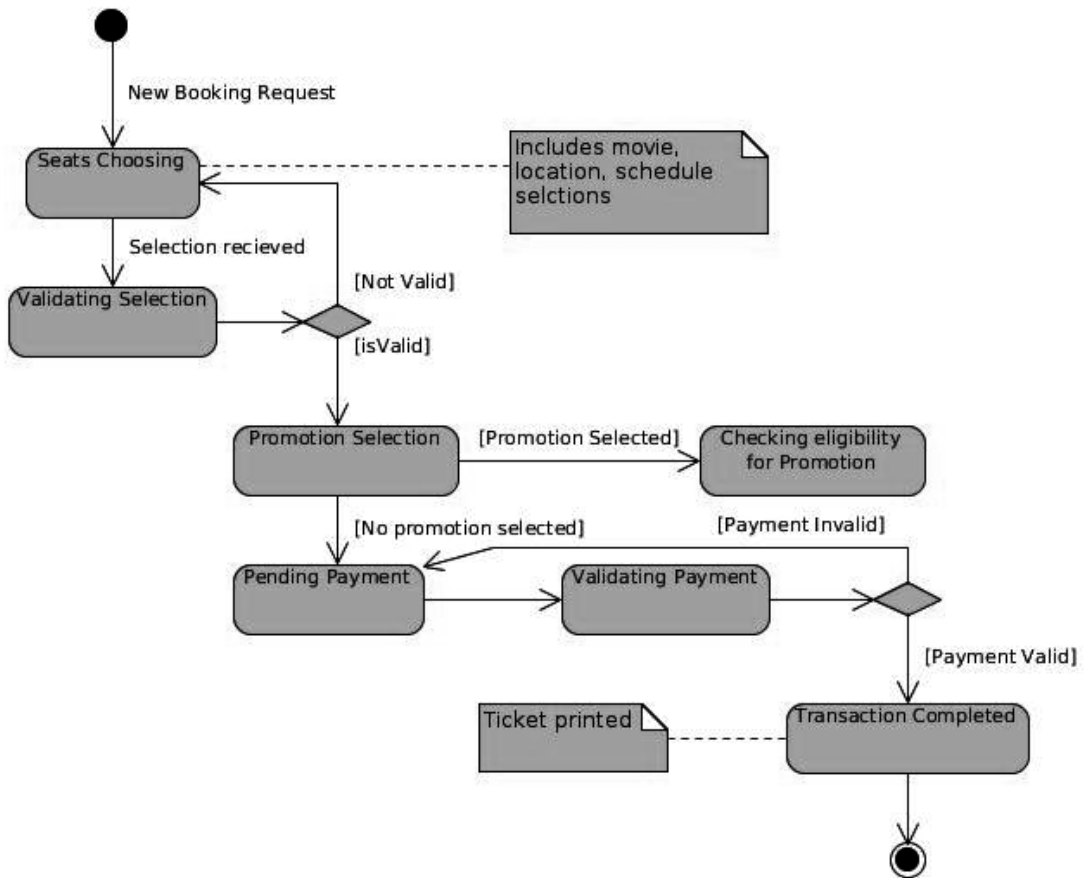 New Booking Request
Seats Choosing
Includes movie,
location, schedule
selctions
Selection recieved
[Not Valid]
Validating Selection
[isValid]
Promotion Selection
[Promotion Selected]
Checking eligibility
for Promotion
[No promotion selected]
[Payment Invalid]
Pending Payment
Validating Payment
[Payment Valid]
Ticket printed
Transaction Completed